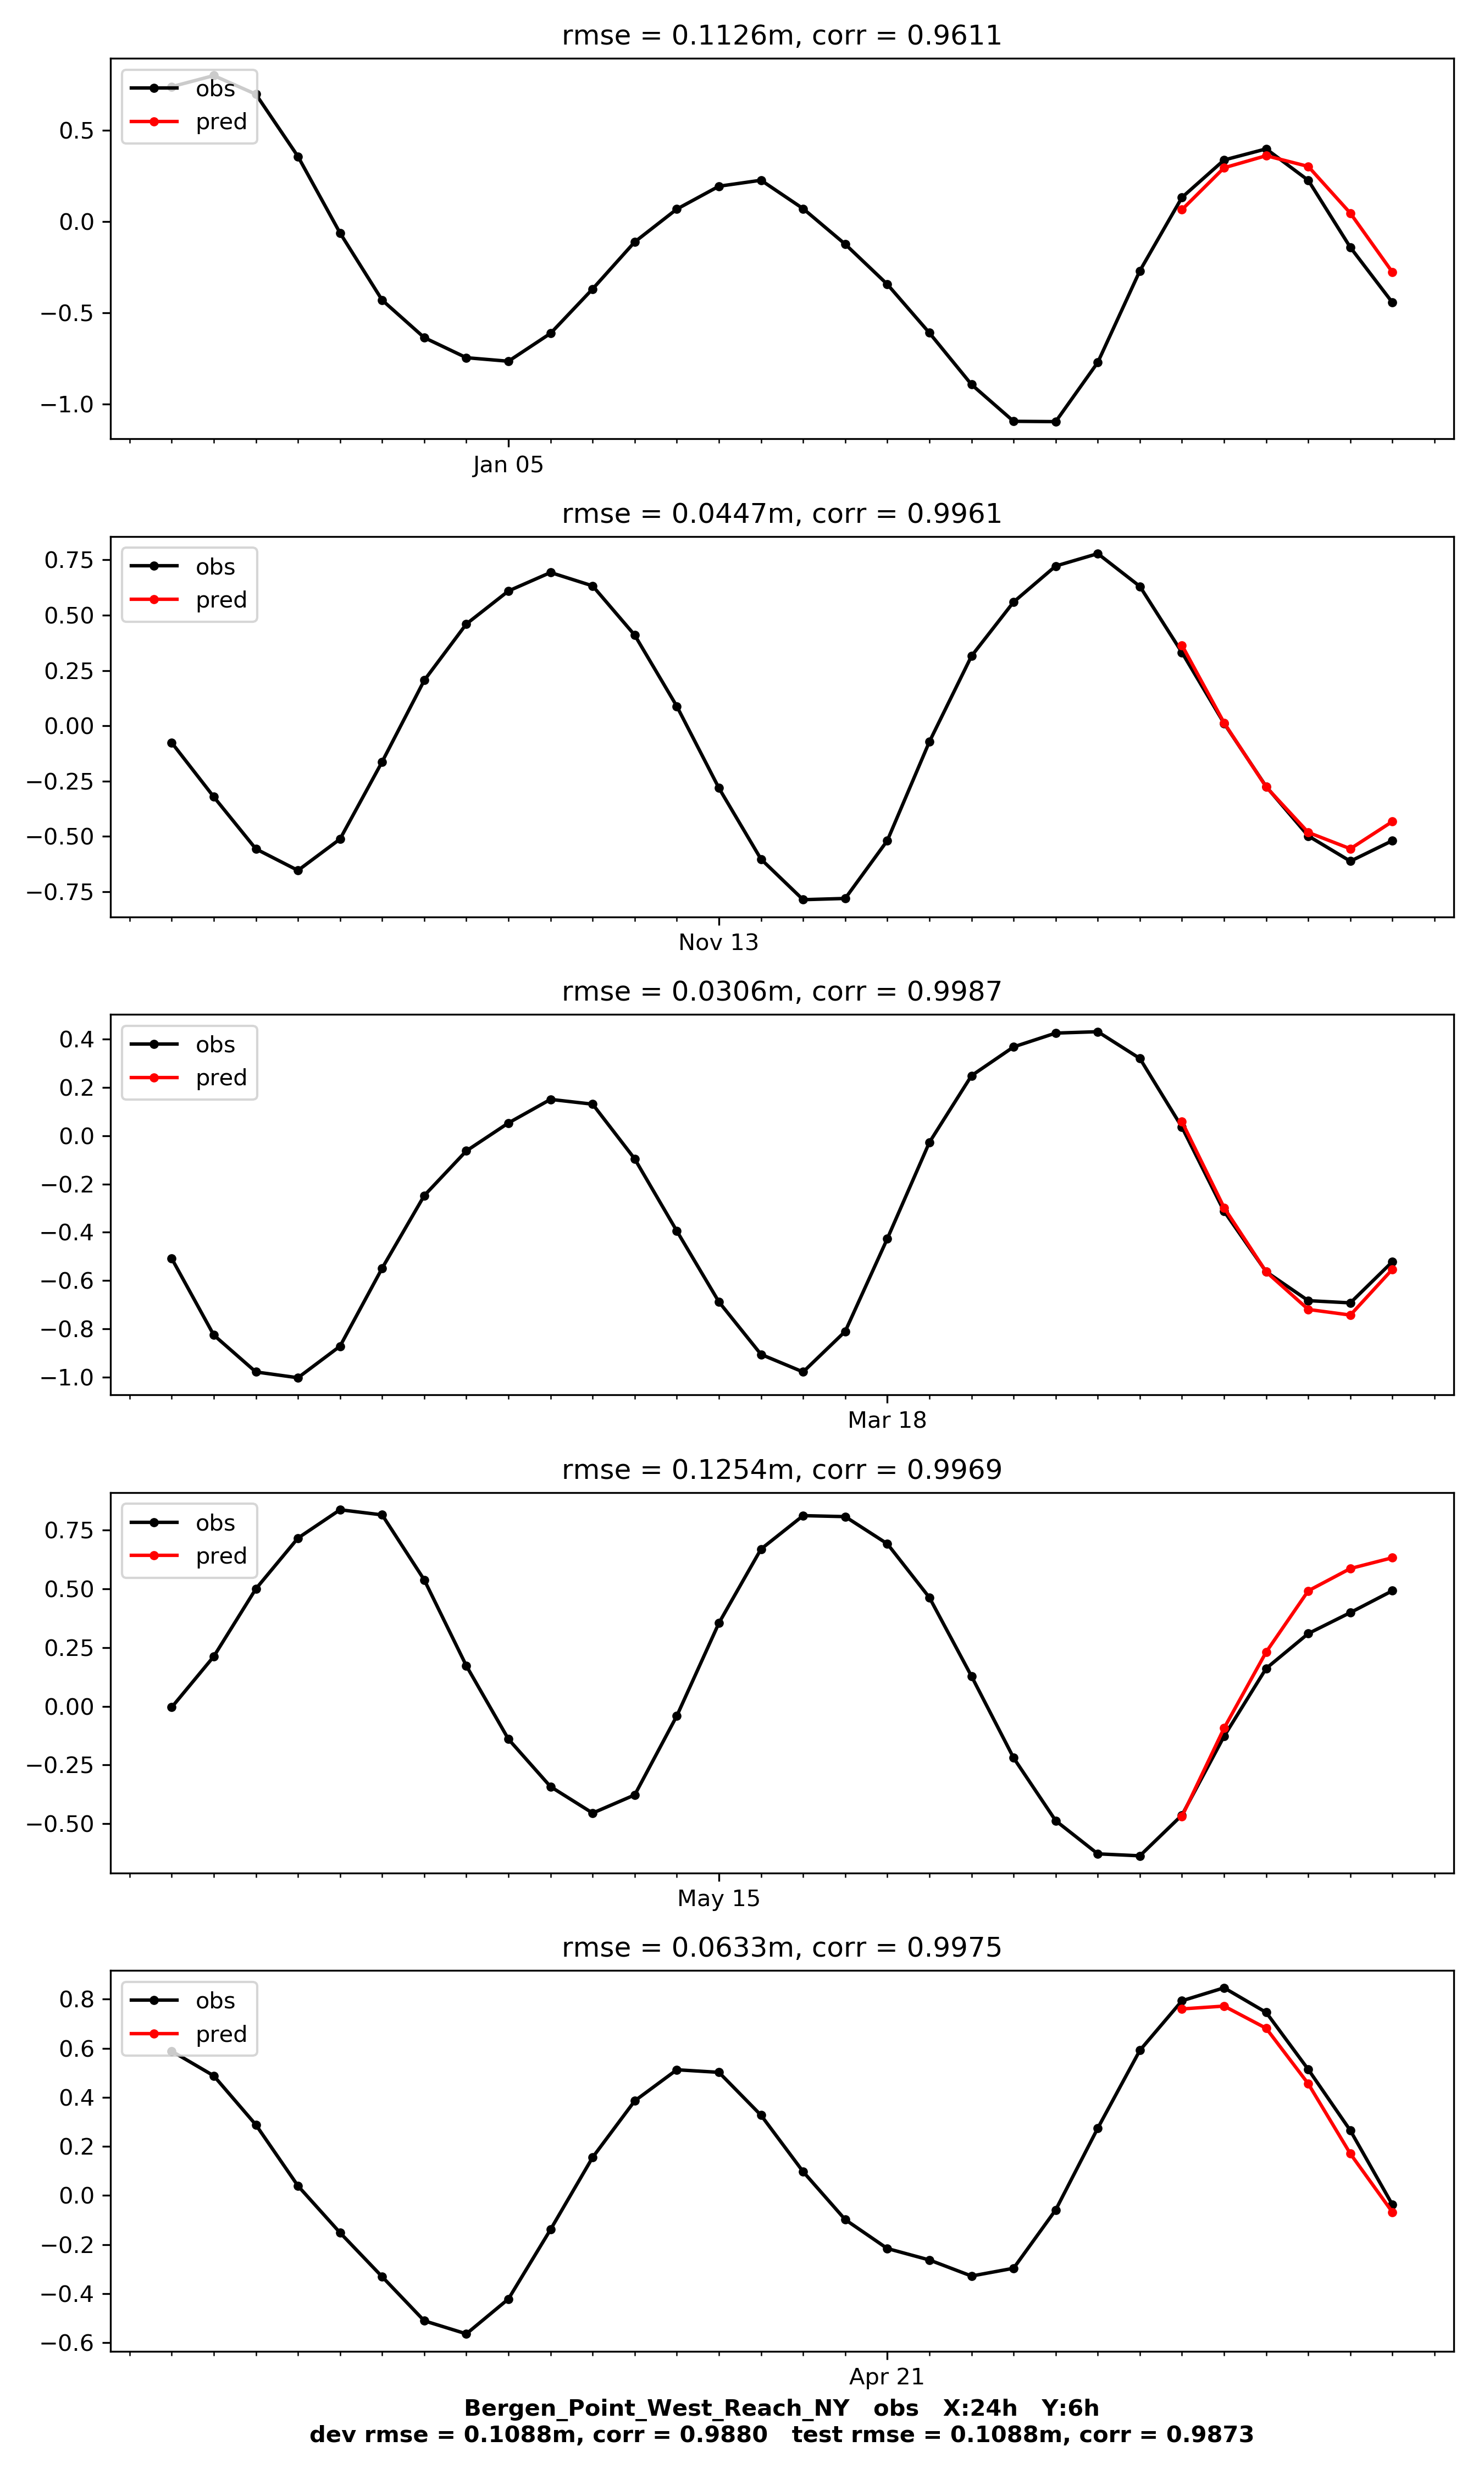 rmse = 0.1126m, corr = 0.9611
obs
pred
0.5
0.0
−0.5
−1.0
Jan 05
rmse = 0.0447m, corr = 0.9961
obs
pred
0.75
0.50
0.25
0.00
−0.25
−0.50
−0.75
Nov 13
rmse = 0.0306m, corr = 0.9987
obs
pred
0.4
0.2
0.0
−0.2
−0.4
−0.6
−0.8
−1.0
Mar 18
rmse = 0.1254m, corr = 0.9969
obs
pred
0.75
0.50
0.25
0.00
−0.25
−0.50
May 15
rmse = 0.0633m, corr = 0.9975
obs
pred
0.8
0.6
0.4
0.2
0.0
−0.2
−0.4
−0.6
Apr 21
Bergen_Point_West_Reach_NY obs X:24h Y:6h
dev rmse = 0.1088m, corr = 0.9880 test rmse = 0.1088m, corr = 0.9873